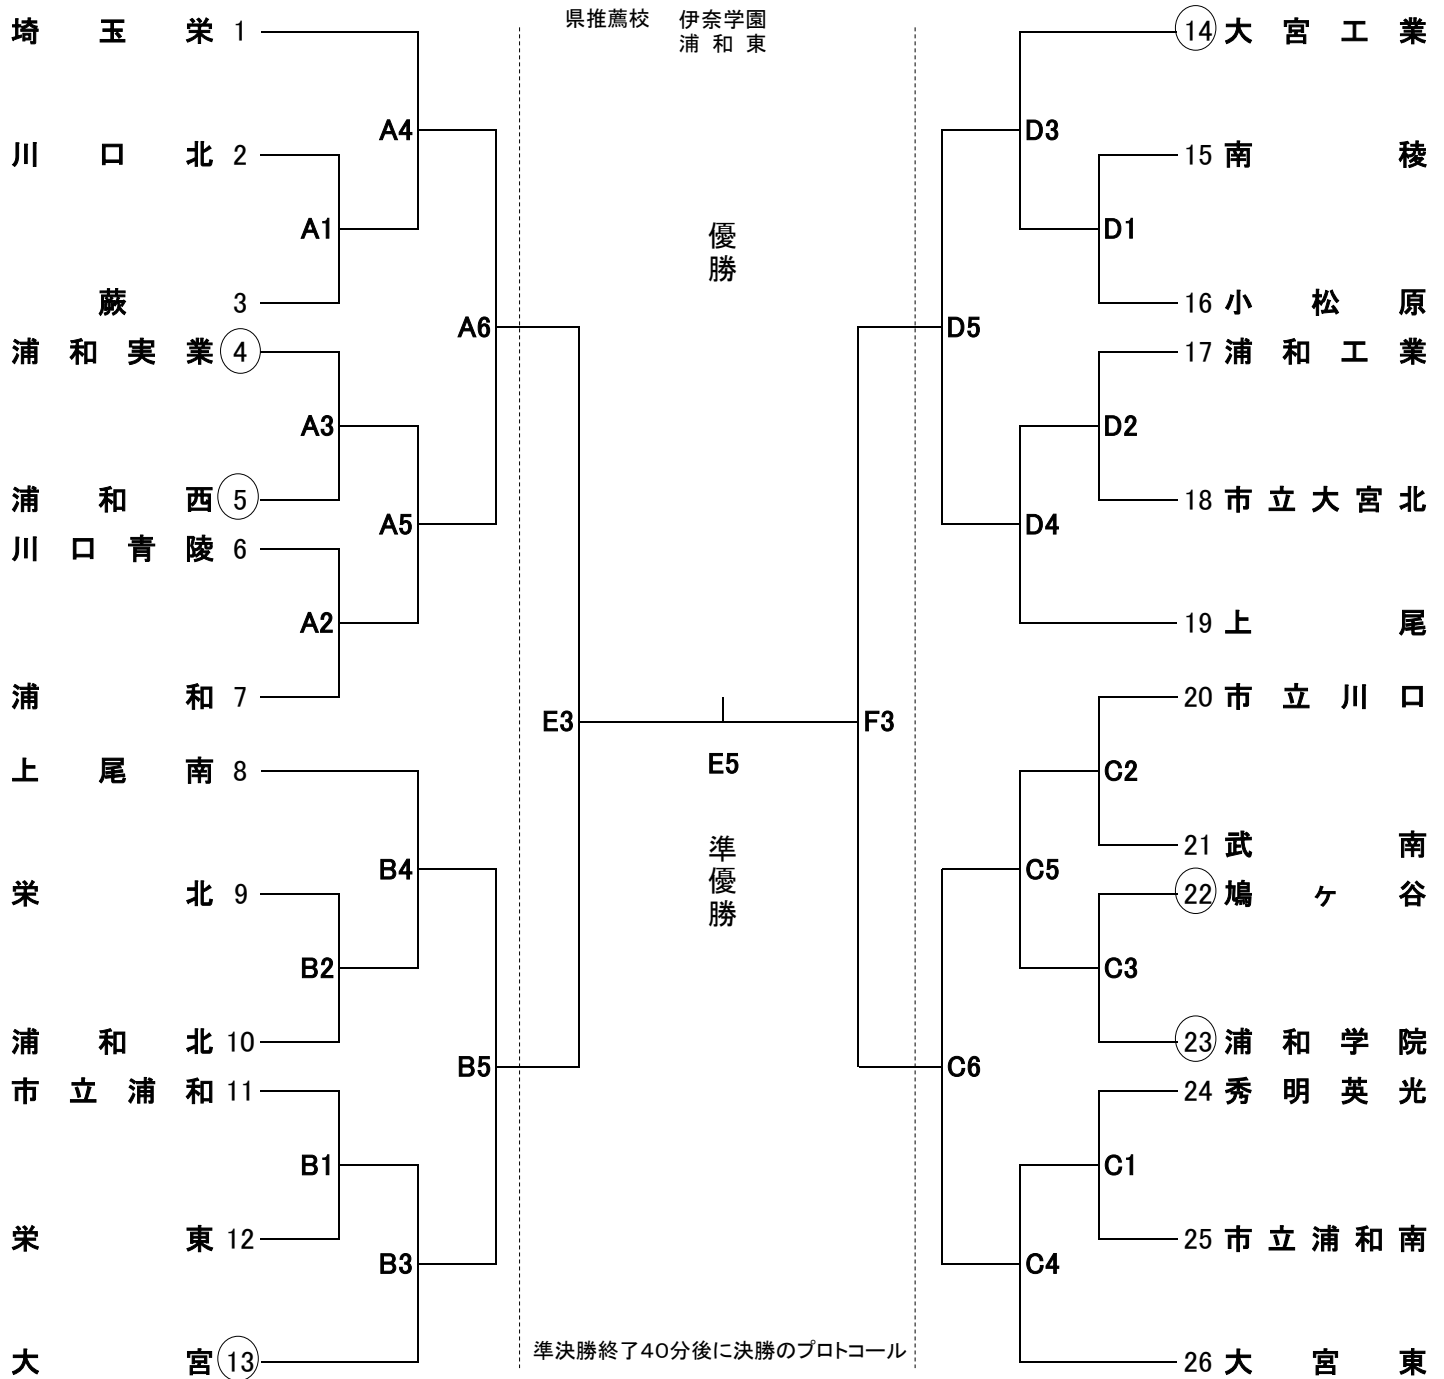 県推薦校 伊奈学園
浦和東
埼玉栄 1
川口北 2
蕨 3
浦和実業 4
浦和西 5
川口青陵 6
浦和 7
上尾南 8
栄北 9
浦和北 10
市立浦和 11
栄東 12
大宮 13
A4
A1
A6
A3
A5
A2
B4
B2
B5
B1
B3
優勝
E3
E5
F3
準優勝
準決勝終了40分後に決勝のプロトコール
D3
D1
D5
D2
D4
C2
C5
C3
C6
C1
C4
14 大宮工業
15 南稜
16 小松原
17 浦和工業
18 市立大宮北
19 上尾
20 市立川口
21 武南
22 鳩ヶ谷
23 浦和学院
24 秀明英光
25 市立浦和南
26 大宮東